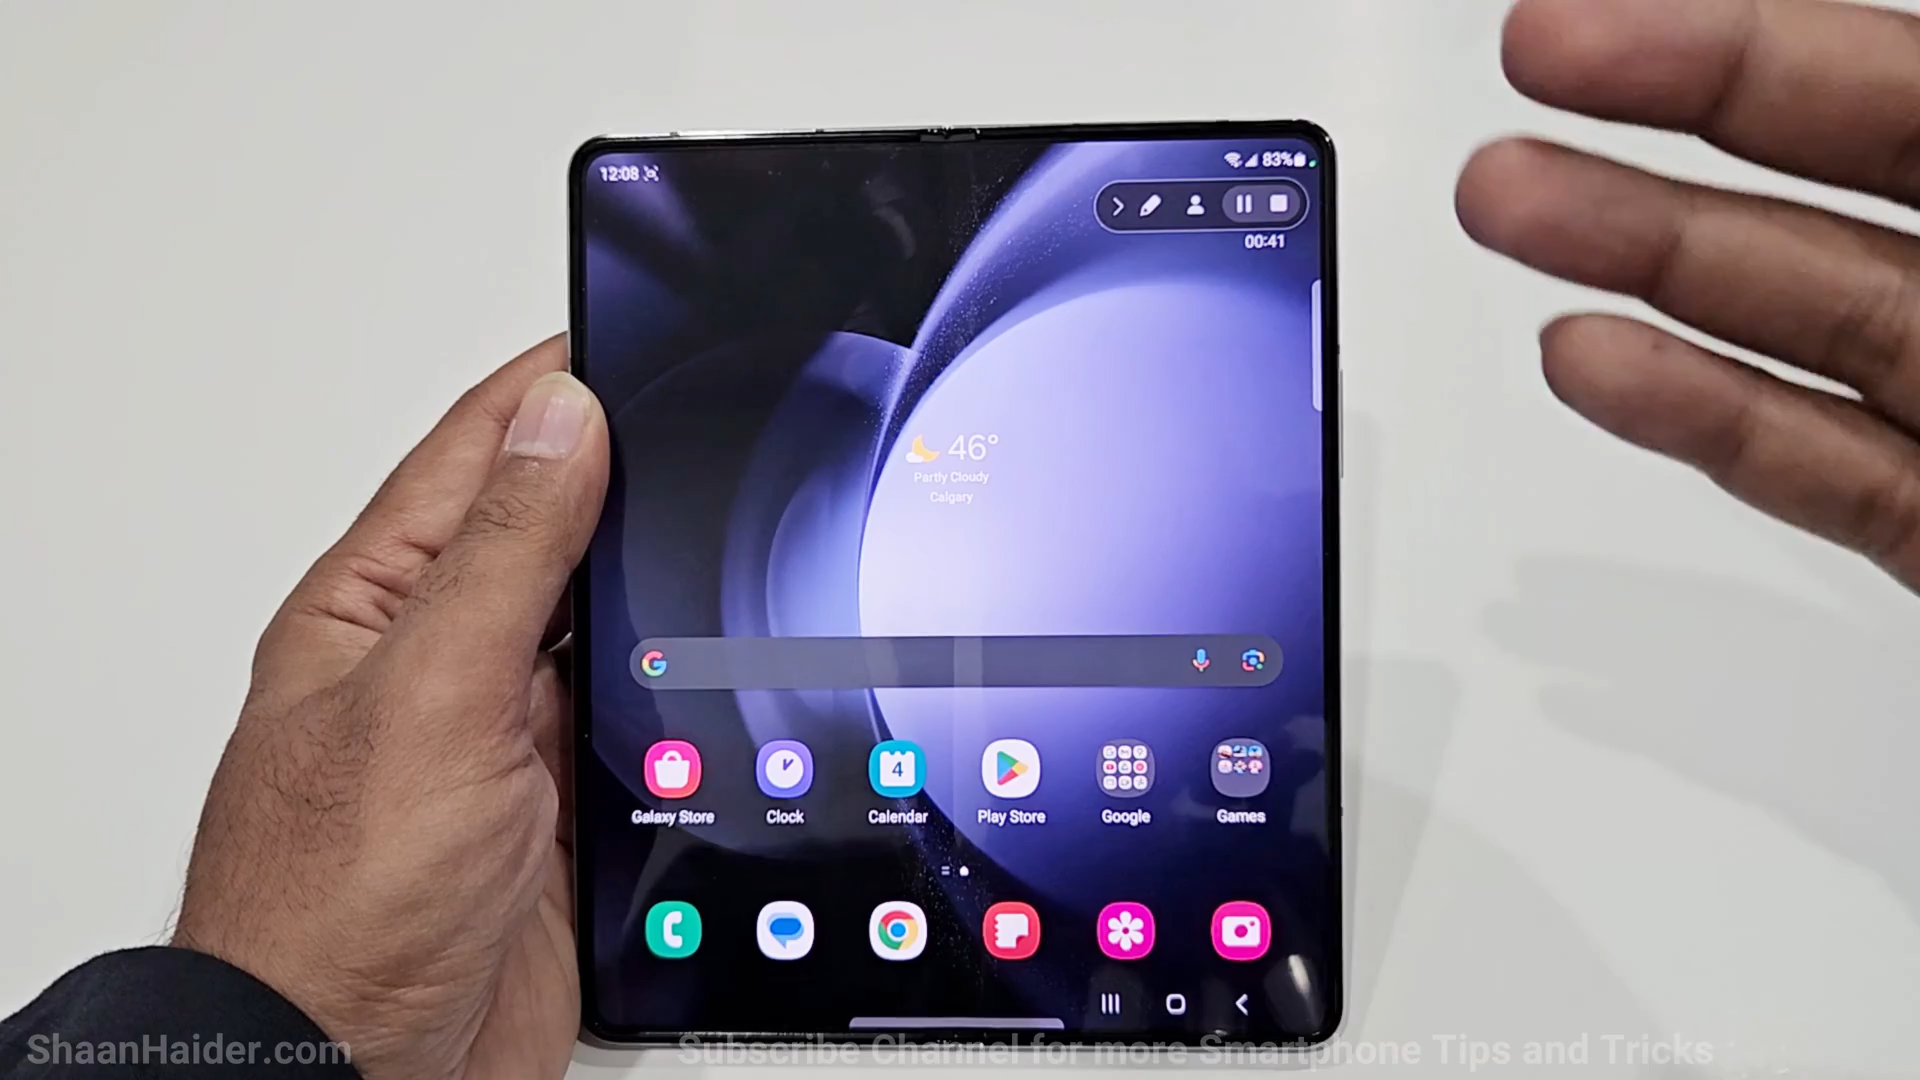 12:08
83%
00:41
46°
Partly Cloudy
Calgary
G
4
Galaxy Store
Clock
Calendar
Play Store
Google
Games
ShaanHaider.com
Subscribe Channel for more Smartphone Tips and Tricks